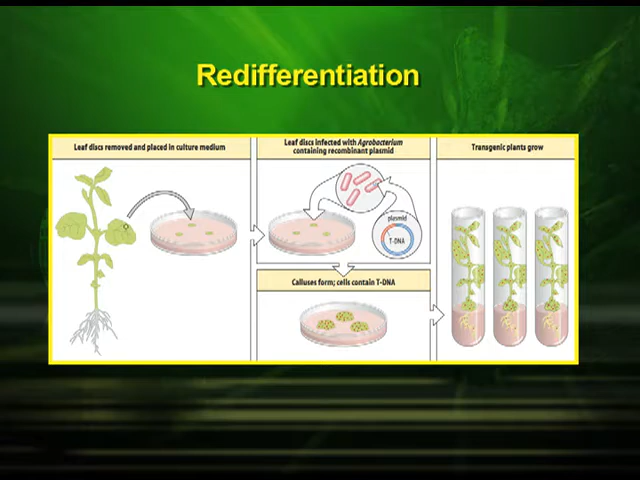 Redifferentiation
Leaf discs removed and placed in culture medium
Leaf discs infected with Agrobacterium
containing recombinant plasmid
Transgenic plants grow
plasmid
T-DNA
Calluses form; cells contain T-DNA